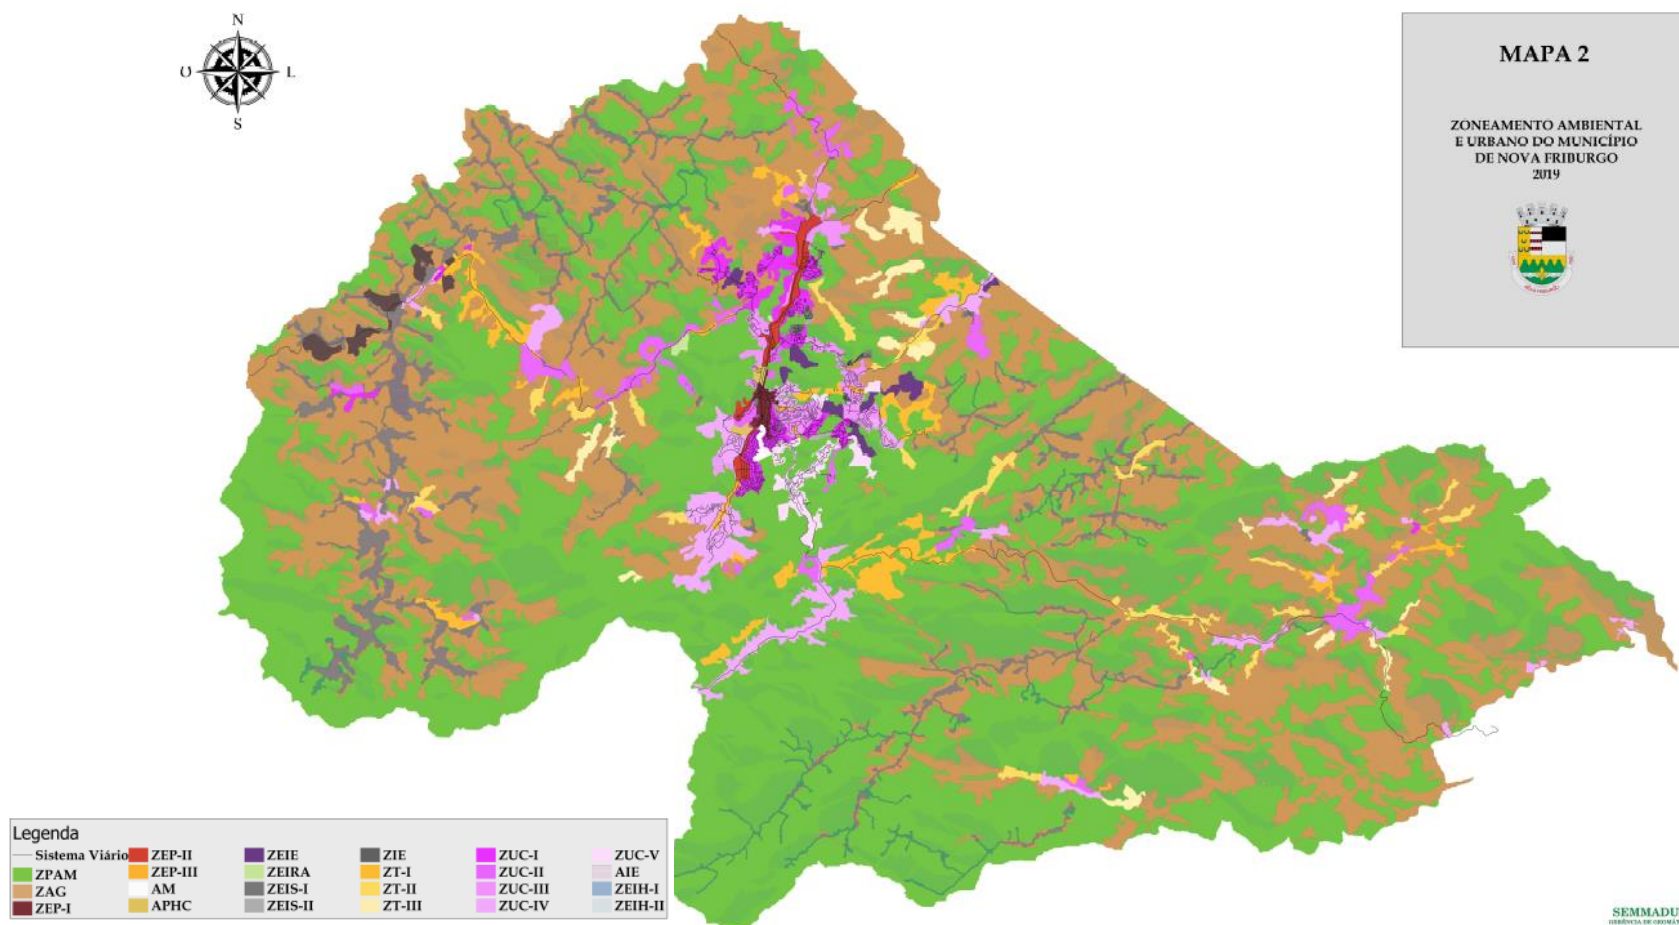 N
O
L
S
MAPA 2
ZONEAMENTO AMBIENTAL
E URBANO DO MUNICÍPIO
DE NOVA FRIBURGO
2019
Legenda
Sistema Viário
ZPAM
ZAG
ZEP-I
ZEP-II
ZEP-III
AM
APHC
ZEIE
ZEIRA
ZEIS-I
ZEIS-II
ZIE
ZT-I
ZT-II
ZT-III
ZUC-I
ZUC-II
ZUC-III
ZUC-IV
ZUC-V
AIE
ZEIH-I
ZEIH-II
SEMMADU
GERÊNCIA DE